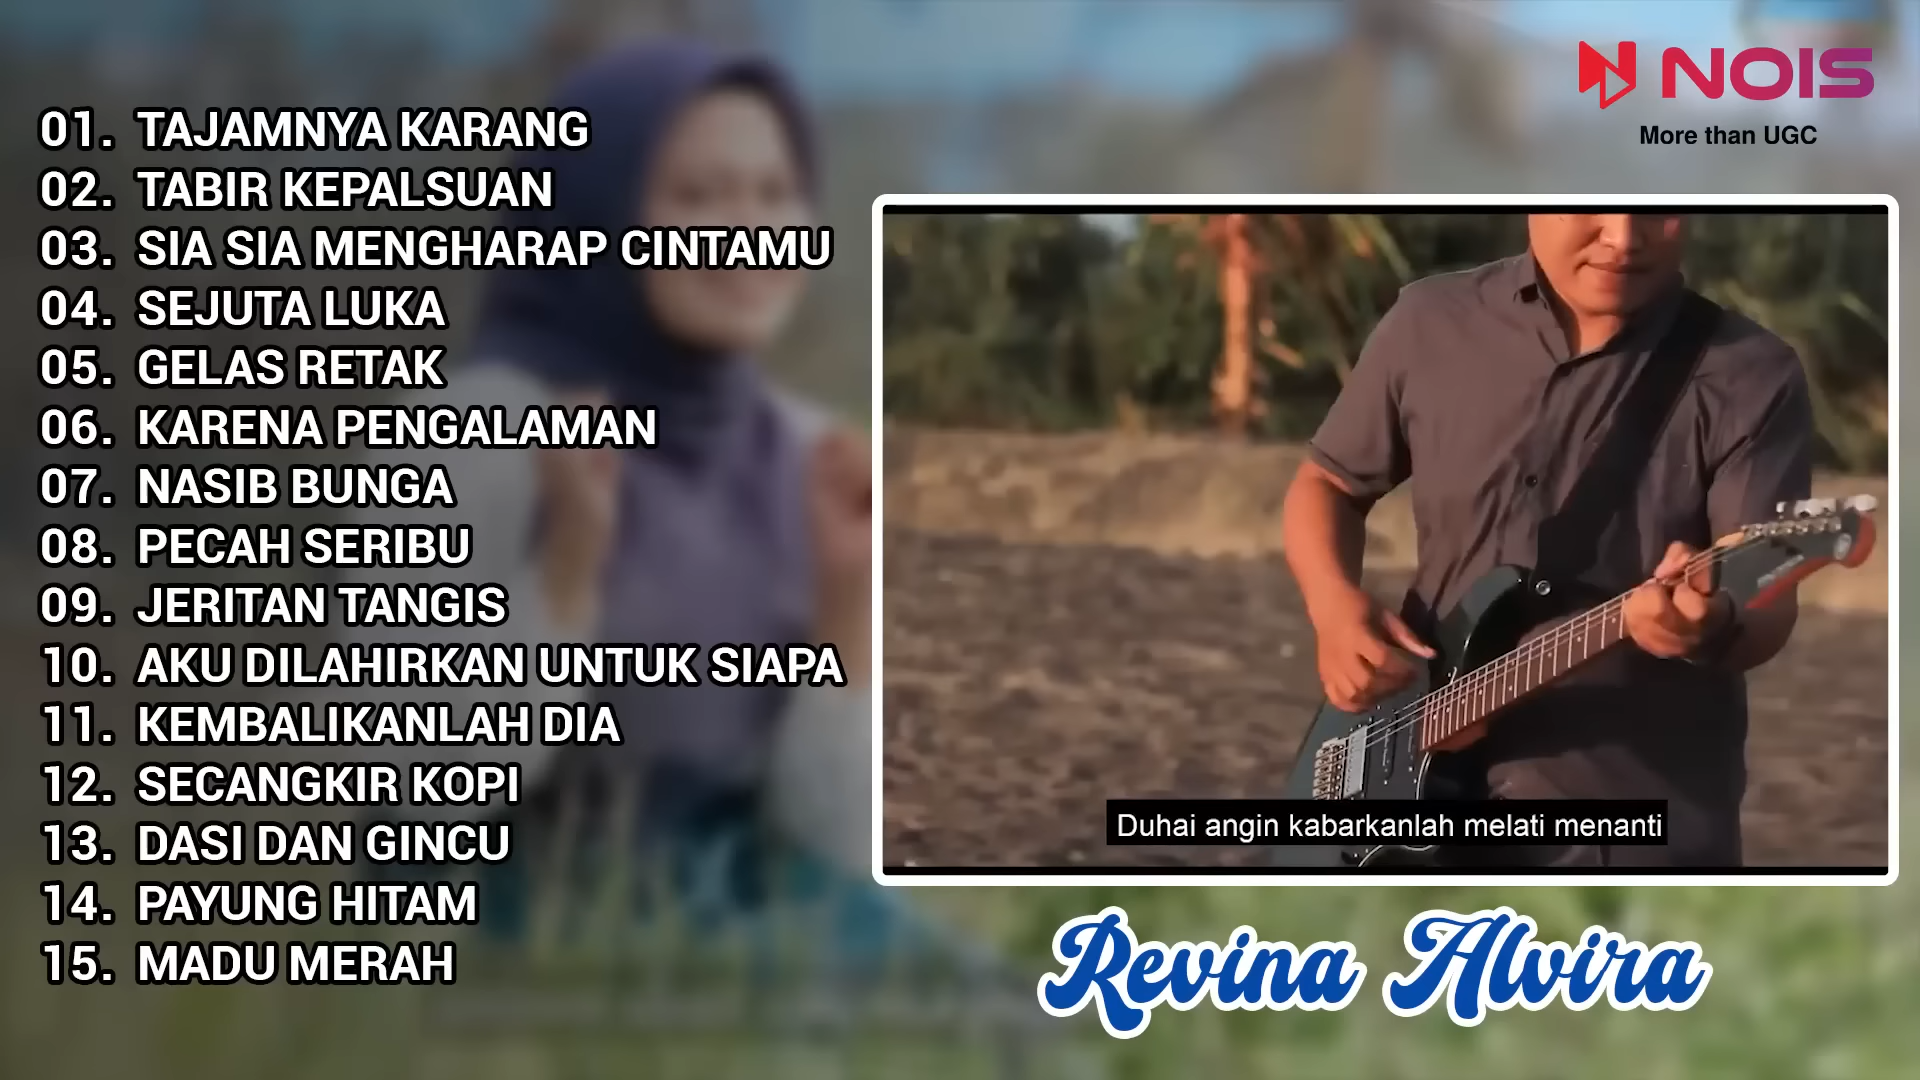 01. TAJAMNYA KARANG
02. TABIR KEPALSUAN
03. SIA SIA MENGHARAP CINTAMU
04. SEJUTA LUKA
05. GELAS RETAK
06. KARENA PENGALAMAN
07. NASIB BUNGA
08. PECAH SERIBU
09. JERITAN TANGIS
10. AKU DILAHIRKAN UNTUK SIAPA
11. KEMBALIKANLAH DIA
12. SECANGKIR KOPI
13. DASI DAN GINCU
14. PAYUNG HITAM
15. MADU MERAH
NOIS
More than UGC
Duhai angin kabarkanlah melati menanti
Revina Alvira